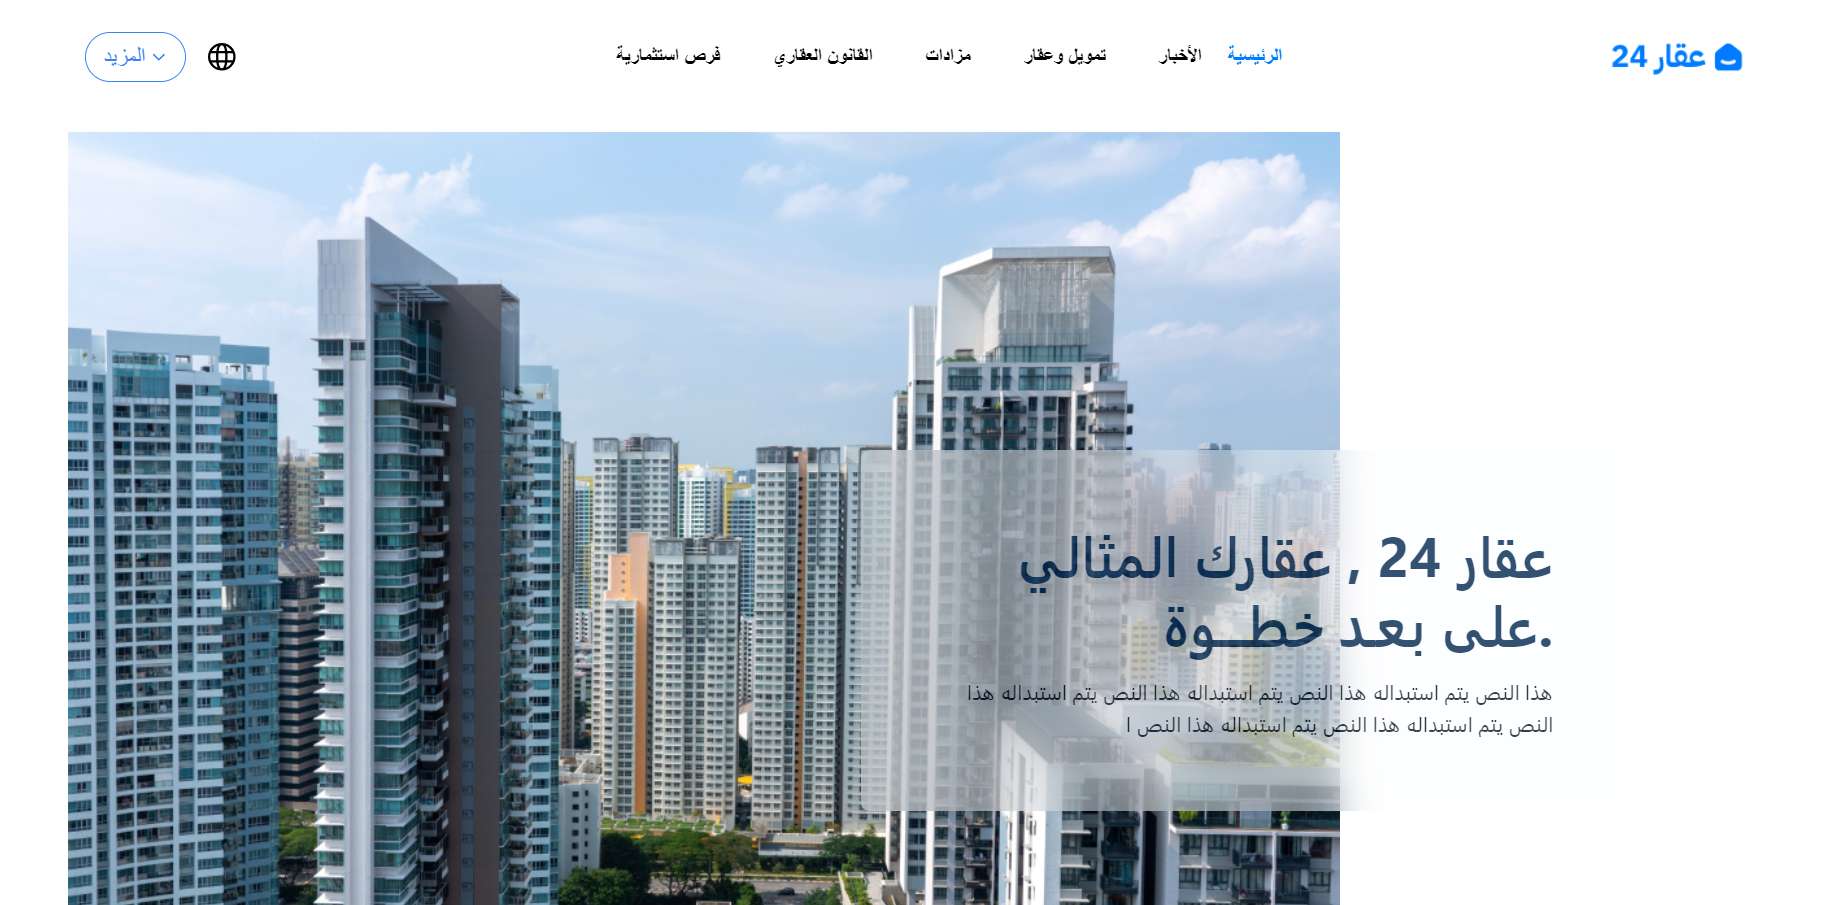 عقار 24
الرئيسية
الأخبار
تمويل وعقار
مزادات
القانون العقاري
فرص استثمارية
المزيد
عقار 24 , عقارك المثالي
على بعد خطـــوة.
هذا النص يتم استبداله هذا النص يتم استبداله هذا النص يتم استبداله هذا
النص يتم استبداله هذا النص يتم استبداله هذا النص ا